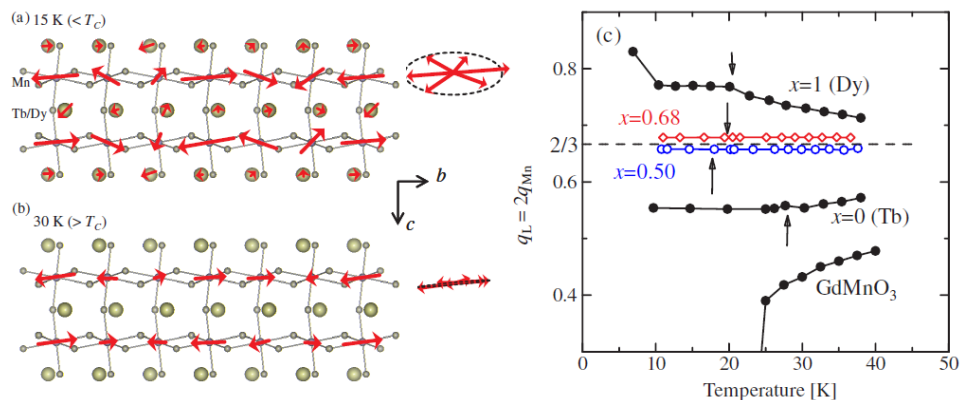 (a) 15 K (< T_C)
Mn
Tb/Dy
b
c
(b) 30 K (> T_C)
(c)
0.8
2/3
0.6
0.4
q_L = 2q_Mn
x=1 (Dy)
x=0.68
x=0.50
x=0 (Tb)
GdMnO₃
0 10 20 30 40 50
Temperature [K]